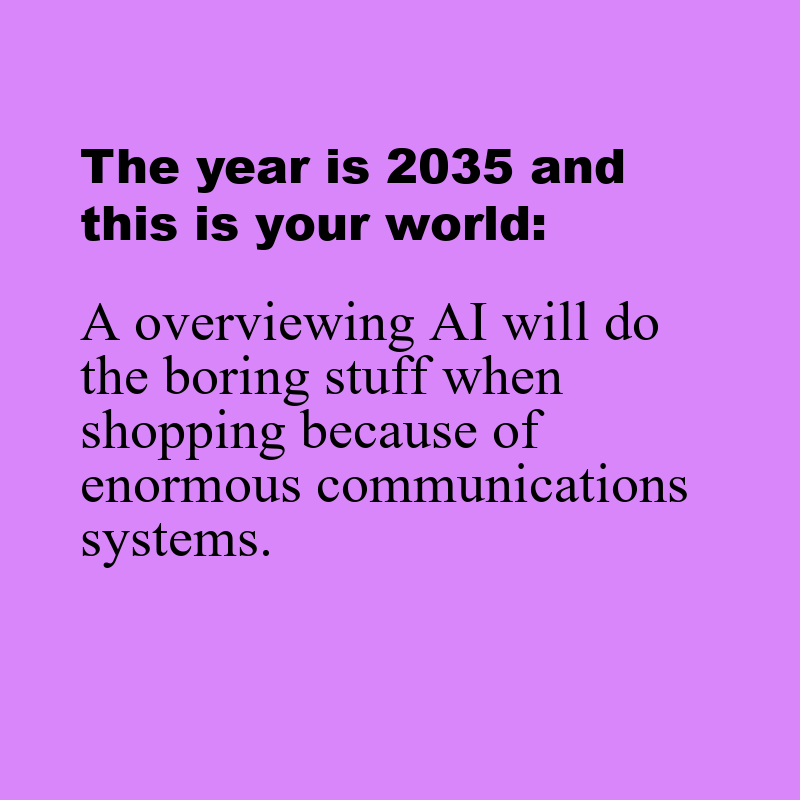 The year is 2035 and
this is your world:
A overviewing AI will do
the boring stuff when
shopping because of
enormous communications
systems.